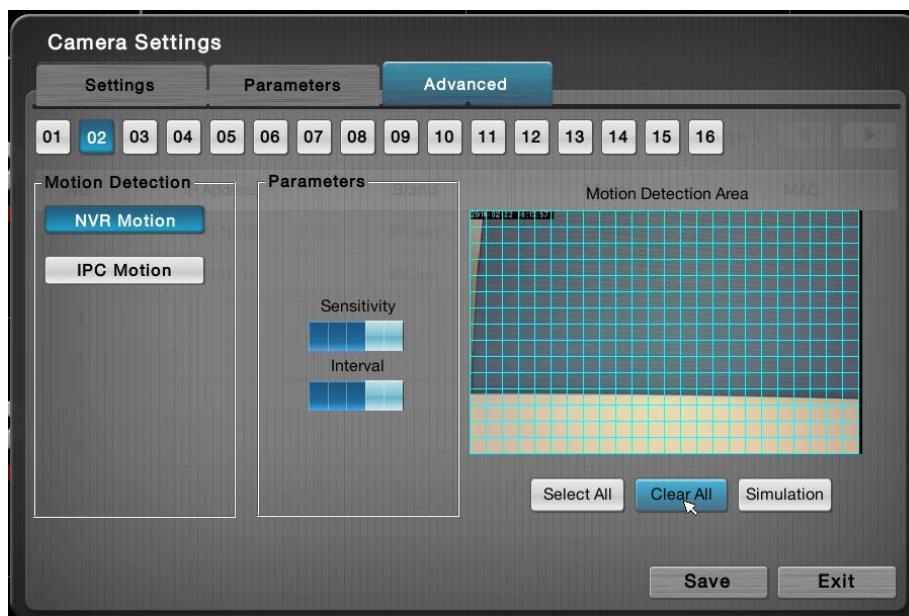 Camera Settings
Settings Parameters Advanced
01 02 03 04 05 06 07 08 09 10 11 12 13 14 15 16
Motion Detection Parameters
Motion Detection Area
MAC
NVR Motion
IPC Motion
Sensitivity
Interval
Select All Clear All Simulation
Save Exit